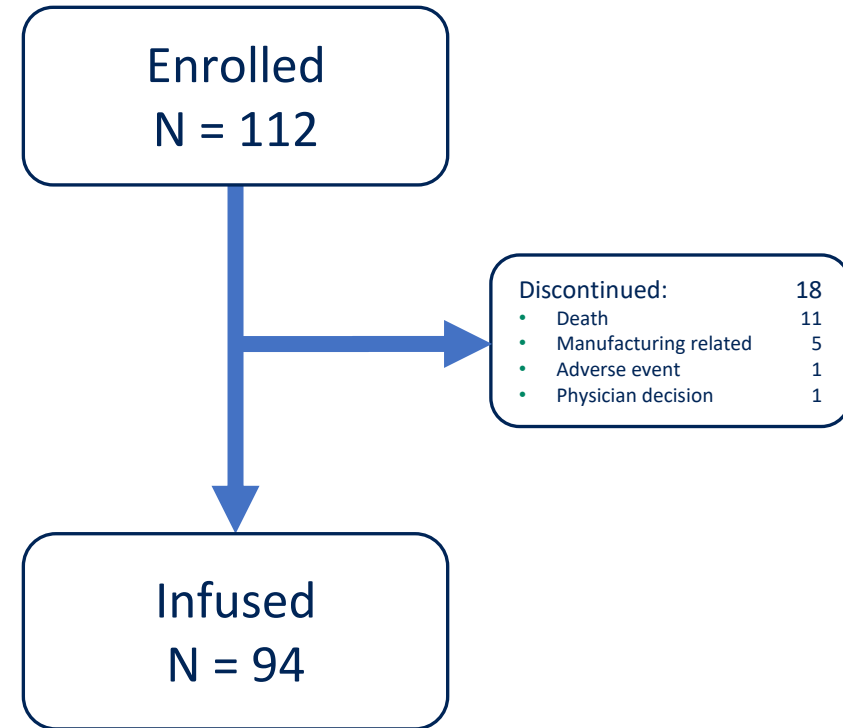 Enrolled
N = 112
Discontinued: 18
• Death 11
• Manufacturing related 5
• Adverse event 1
• Physician decision 1
Infused
N = 94